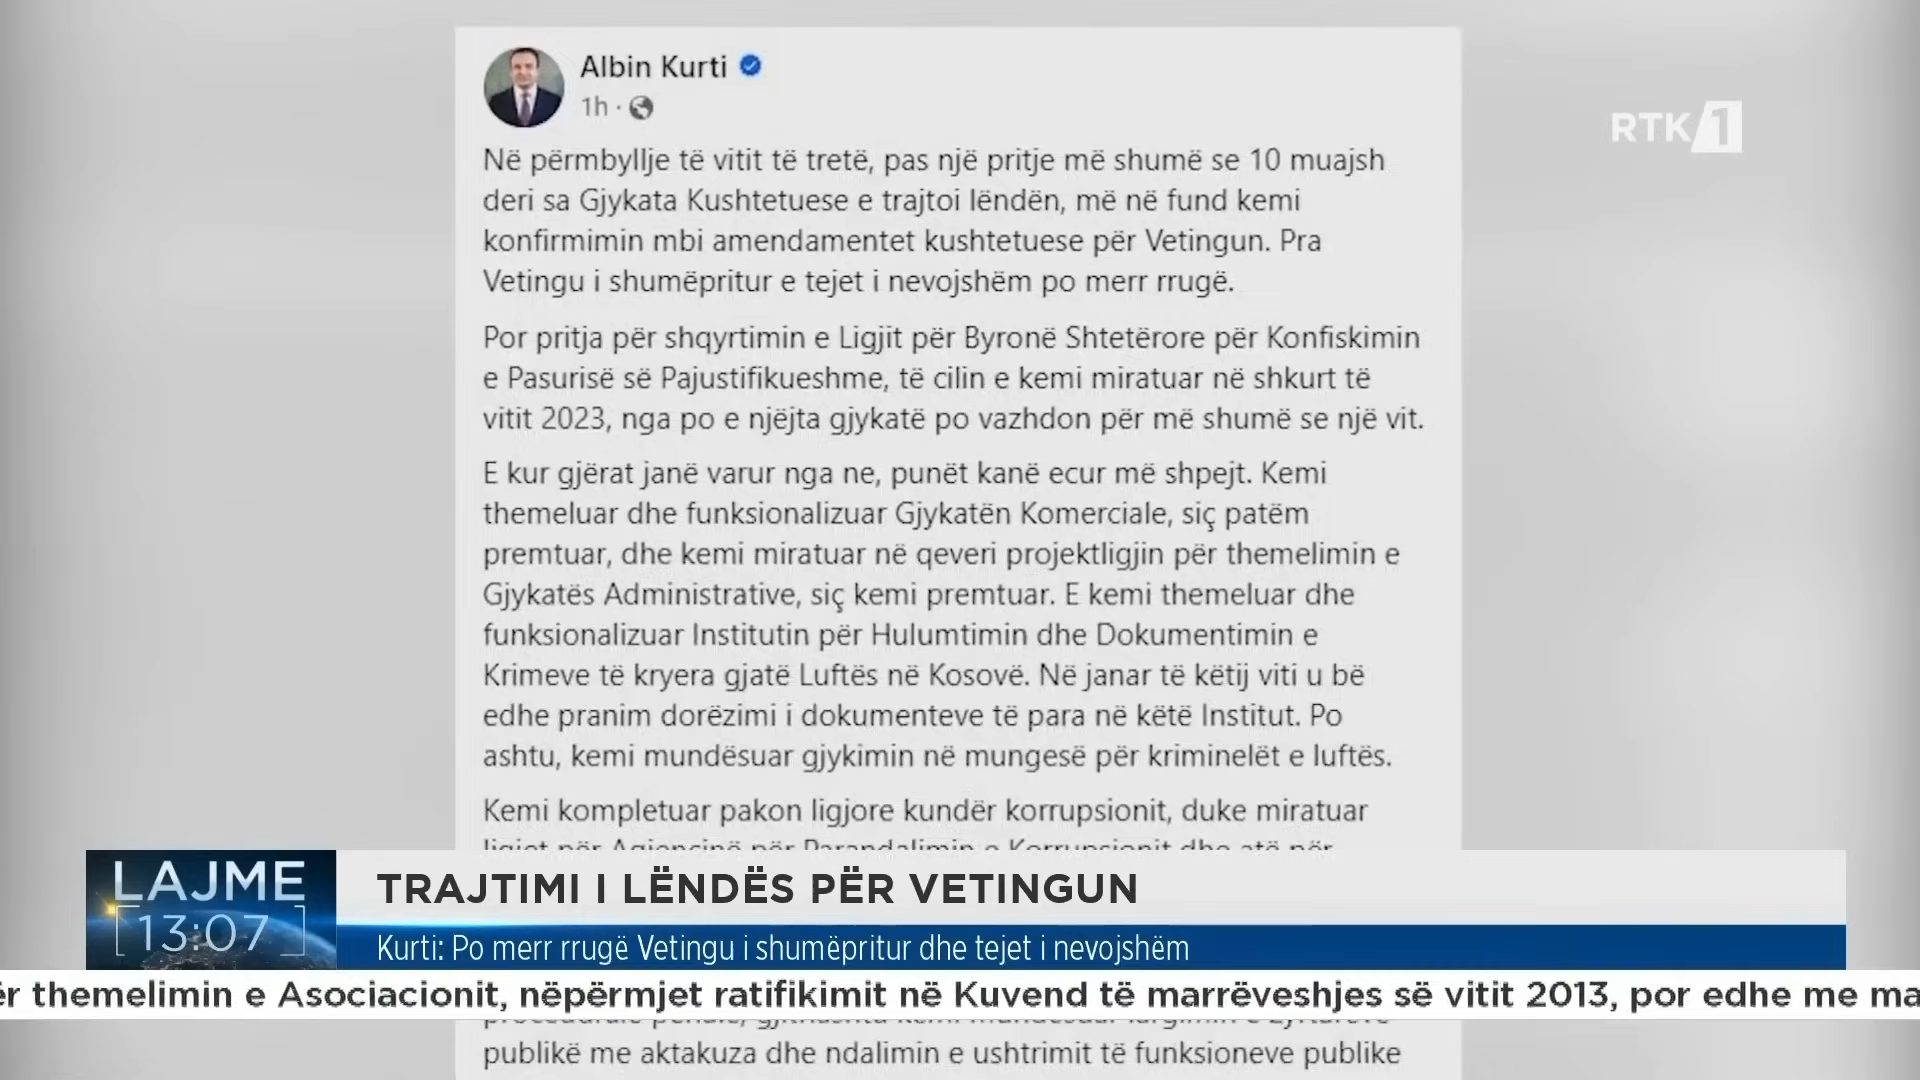 Albin Kurti
1h ·
RTK 1
Në përmbyllje të vitit të tretë, pas një pritje më shumë se 10 muajsh
deri sa Gjykata Kushtetuese e trajtoi lëndën, më në fund kemi
konfirmimin mbi amendamentet kushtetuese për Vetingun. Pra
Vetingu i shumëpritur e tejet i nevojshëm po merr rrugë.
Por pritja për shqyrtimin e Ligjit për Byronë Shtetërore për Konfiskimin
e Pasurisë së Pajustifikueshme, të cilin e kemi miratuar në shkurt të
vitit 2023, nga po e njëjta gjykatë po vazhdon për më shumë se një vit.
E kur gjërat janë varur nga ne, punët kanë ecur më shpejt. Kemi
themeluar dhe funksionalizuar Gjykatën Komerciale, siç patëm
premtuar, dhe kemi miratuar në qeveri projektligjin për themelimin e
Gjykatës Administrative, siç kemi premtuar. E kemi themeluar dhe
funksionalizuar Institutin për Hulumtimin dhe Dokumentimin e
Krimeve të kryera gjatë Luftës në Kosovë. Në janar të këtij viti u bë
edhe pranim dorëzimi i dokumenteve të para në këtë Institut. Po
ashtu, kemi mundësuar gjykimin në mungesë për kriminelët e luftës.
Kemi kompletuar pakon ligjore kundër korrupsionit, duke miratuar
ligjet për Agjencinë për Parandalimin e Korrupsionit dhe atë për
LAJME
13:07
TRAJTIMI I LËNDËS PËR VETINGUN
Kurti: Po merr rrugë Vetingu i shumëpritur dhe tejet i nevojshëm
ër themelimin e Asociacionit, nëpërmjet ratifikimit në Kuvend të marrëveshjes së vitit 2013, por edhe me ma
publikë me aktakuza dhe ndalimin e ushtrimit të funksioneve publike